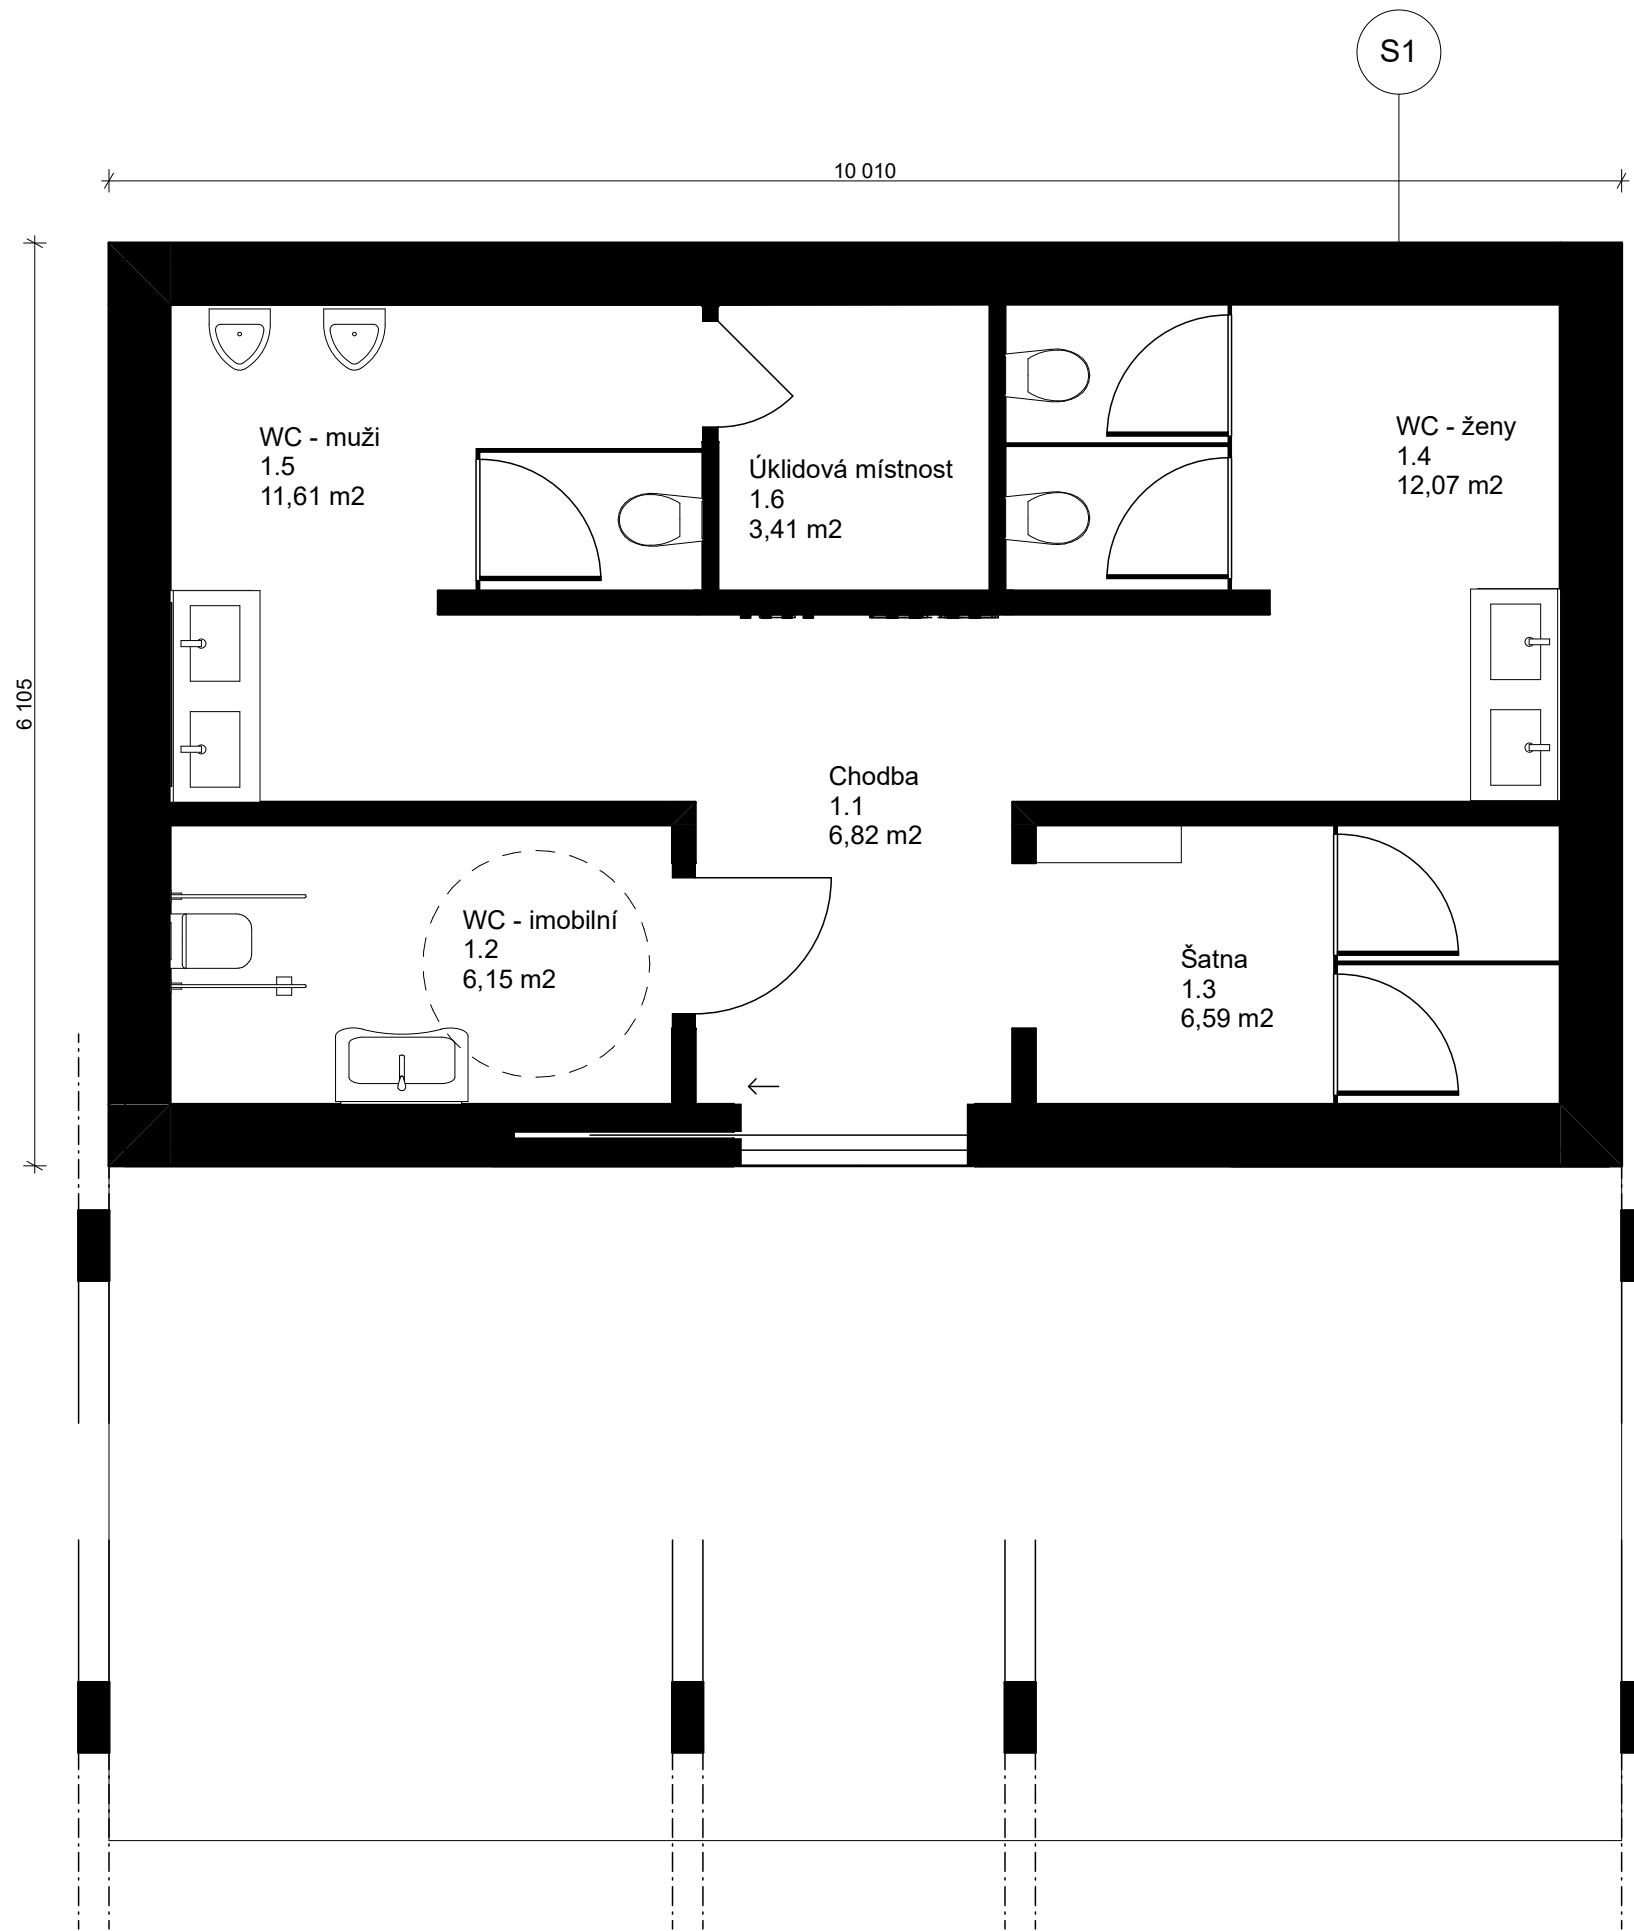 S1
10 010
6 105
WC - muži
1.5
11,61 m2
Úklidová místnost
1.6
3,41 m2
WC - ženy
1.4
12,07 m2
Chodba
1.1
6,82 m2
WC - imobilní
1.2
6,15 m2
Šatna
1.3
6,59 m2